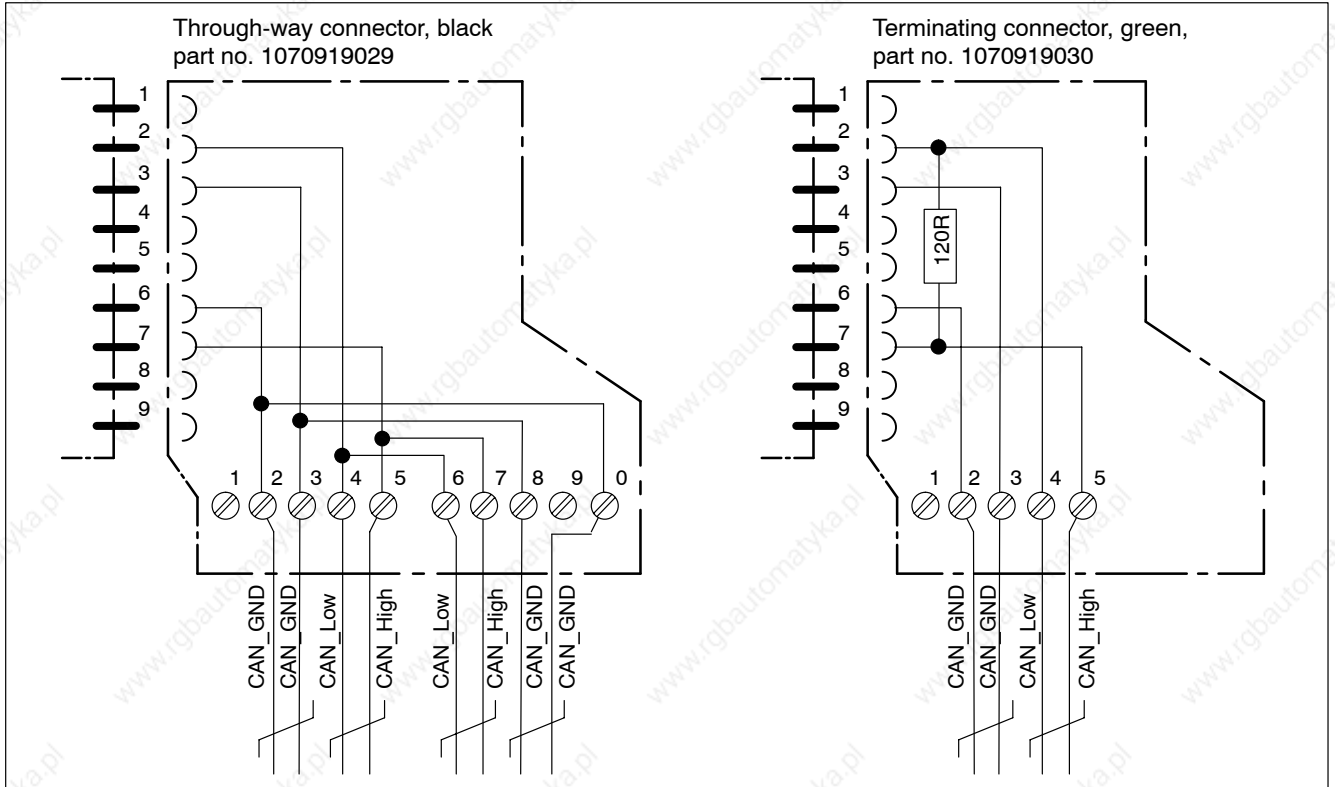 Through-way connector, black
part no. 1070919029
Terminating connector, green,
part no. 1070919030
1
2
3
4
5
6
7
8
9
1 2 3 4 5 6 7 8 9 0
CAN_GND
CAN_GND
CAN_Low
CAN_High
CAN_Low
CAN_High
CAN_GND
CAN_GND
1
2
3
4
5
6
7
8
9
120R
1 2 3 4 5
CAN_GND
CAN_GND
CAN_Low
CAN_High
www.rgbautomatyka.pl